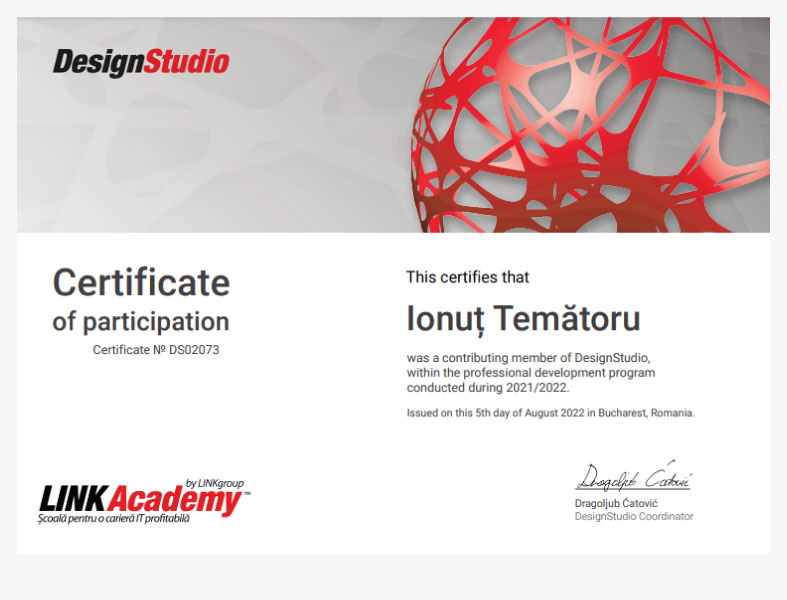 DesignStudio
Certificate
of participation
Certificate Nº DS02073
This certifies that
Ionuț Temătoru
was a contributing member of DesignStudio,
within the professional development program
conducted during 2021/2022.
Issued on this 5th day of August 2022 in Bucharest, Romania.
by LINKgroup
LINK Academy™
Școală pentru o carieră IT profitabilă
Dragoljub Ćatović
Dragoljub Ćatović
DesignStudio Coordinator